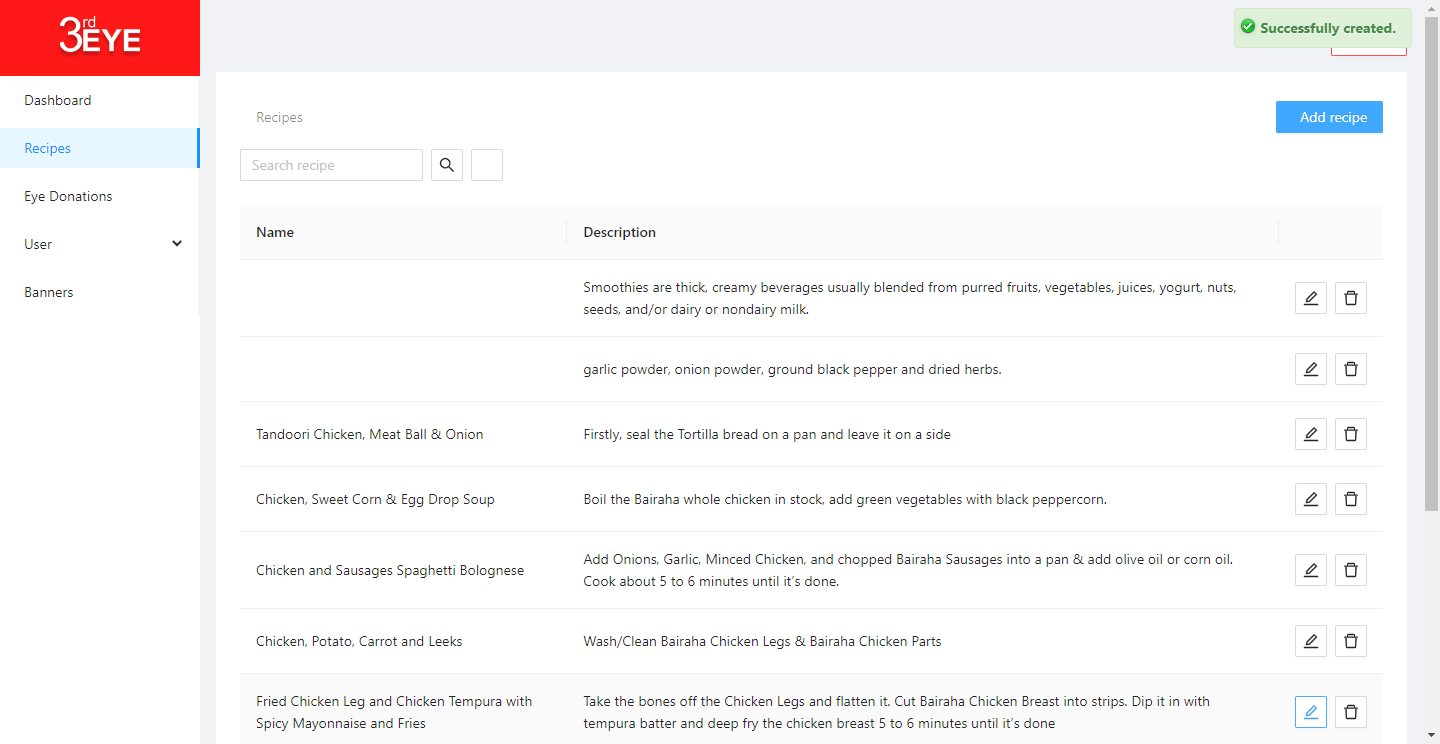 3rd EYE
Successfully created.
Dashboard
Recipes
Eye Donations
User
Banners
Recipes
Add recipe
Search recipe
Name Description
Smoothies are thick, creamy beverages usually blended from purred fruits, vegetables, juices, yogurt, nuts,
seeds, and/or dairy or nondairy milk.
garlic powder, onion powder, ground black pepper and dried herbs.
Tandoori Chicken, Meat Ball & Onion Firstly, seal the Tortilla bread on a pan and leave it on a side
Chicken, Sweet Corn & Egg Drop Soup Boil the Bairaha whole chicken in stock, add green vegetables with black peppercorn.
Chicken and Sausages Spaghetti Bolognese
Add Onions, Garlic, Minced Chicken, and chopped Bairaha Sausages into a pan & add olive oil or corn oil.
Cook about 5 to 6 minutes until it’s done.
Chicken, Potato, Carrot and Leeks Wash/Clean Bairaha Chicken Legs & Bairaha Chicken Parts
Fried Chicken Leg and Chicken Tempura with
Spicy Mayonnaise and Fries
Take the bones off the Chicken Legs and flatten it. Cut Bairaha Chicken Breast into strips. Dip it in with
tempura batter and deep fry the chicken breast 5 to 6 minutes until it’s done